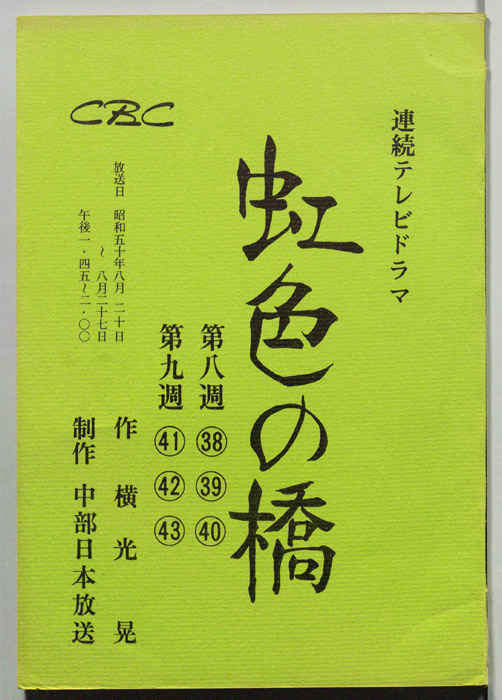 連続テレビドラマ
虹色の橋
第八週 ㊳ ㊴ ㊵
第九週 ㊶ ㊷ ㊸
CBC
放送日 昭和五十年八月 二十日
〜 八月二十七日
午後一・四五〜二・〇〇
作 横光 晃
制作 中部日本放送